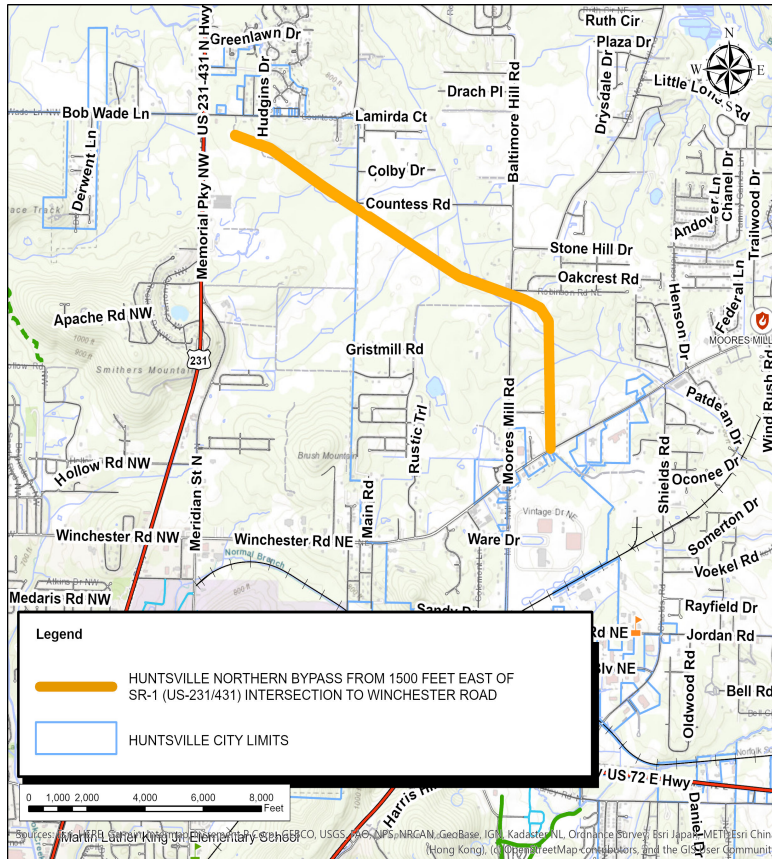 Ruth Cir
Greenlawn Dr
Plaza Dr
N
W
E
S
Hudgins Dr
Memorial Pky NW
US-231-431 N Hwy
Baltimore Hill Rd
Drysdale Dr
Drach Pl
Bob Wade Ln
Lamirda Ct
Derwent Ln
Colby Dr
Chanel Dr
Trailwood Dr
Countess Rd
Andover Ln
Stone Hill Dr
Oakcrest Rd
Robinson Rd NE
Henson Dr
Federal Ln
Apache Rd NW
1000
900
Smithers Mountain
231
Gristmill Rd
MOORES MILL
Wind Rush Rd
Patdean Dr
Moores Mill Rd
Rustic Trl
Brush Mountain
Hollow Rd NW
Meridian St N
Main Rd
Shields Rd
Oconee Dr
Vintage Dr NE
Somerton Dr
Winchester Rd NW
Winchester Rd NE
Ware Dr
Normal Branch
Voekel Rd
Medaris Rd NW
Rayfield Dr
Rd NE
Jordan Rd
Blv NE
Oldwood Rd
Bell Rd
Legend
HUNTSVILLE NORTHERN BYPASS FROM 1500 FEET EAST OF
SR-1 (US-231/431) INTERSECTION TO WINCHESTER ROAD
HUNTSVILLE CITY LIMITS
US 72 E Hwy
Daniel Dr
0 1,000 2,000 4,000 6,000 8,000
Feet
Martin Luther King Jr Elementary School